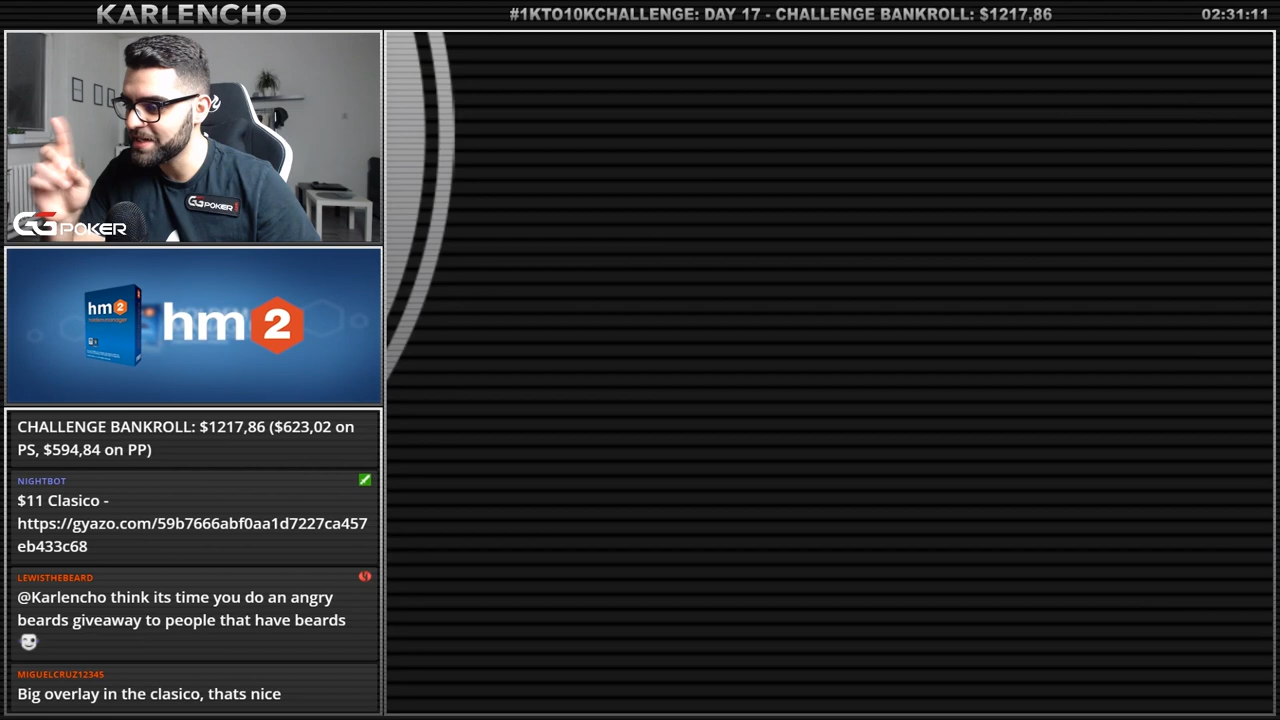 KARLENCHO
#1KTO10KCHALLENGE: DAY 17 - CHALLENGE BANKROLL: $1217,86
02:31:11
GGPOKER
GG POKER
hm2
hm2
CHALLENGE BANKROLL: $1217,86 ($623,02 on
PS, $594,84 on PP)
NIGHTBOT
$11 Clasico -
https://gyazo.com/59b7666abf0aa1d7227ca457
eb433c68
LEWISTHEBEARD
@Karlencho think its time you do an angry
beards giveaway to people that have beards
MIGUELCRUZ12345
Big overlay in the clasico, thats nice